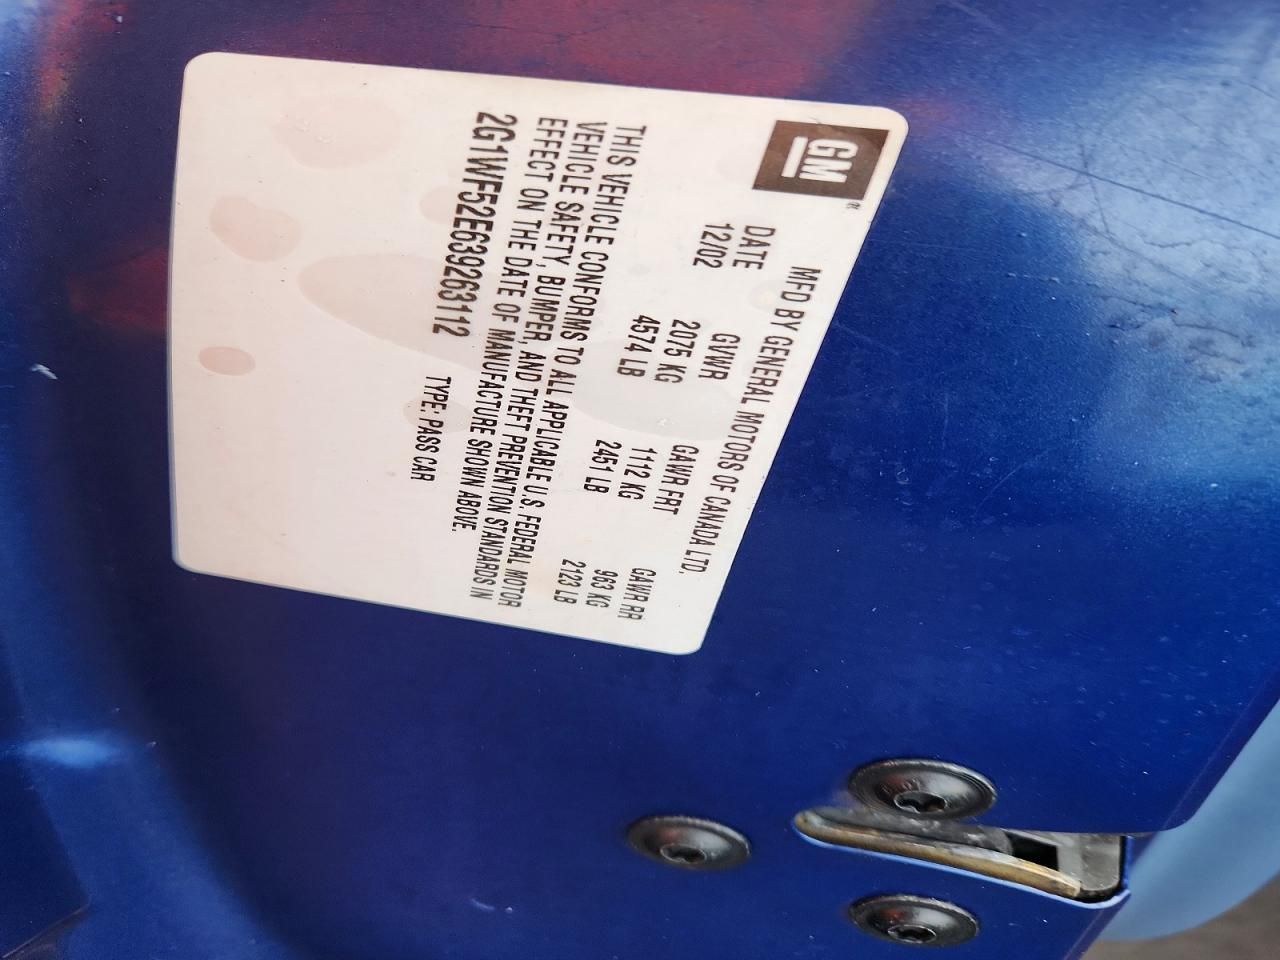 GM®
MFD BY GENERAL MOTORS OF CANADA LTD.
DATE GVWR GAWR FRT GAWR RR
12/02 2075 KG 1112 KG 963 KG
4574 LB 2451 LB 2123 LB
THIS VEHICLE CONFORMS TO ALL APPLICABLE U.S. FEDERAL MOTOR
VEHICLE SAFETY, BUMPER, AND THEFT PREVENTION STANDARDS IN
EFFECT ON THE DATE OF MANUFACTURE SHOWN ABOVE.
2G1WF52E639263112 TYPE: PASS CAR